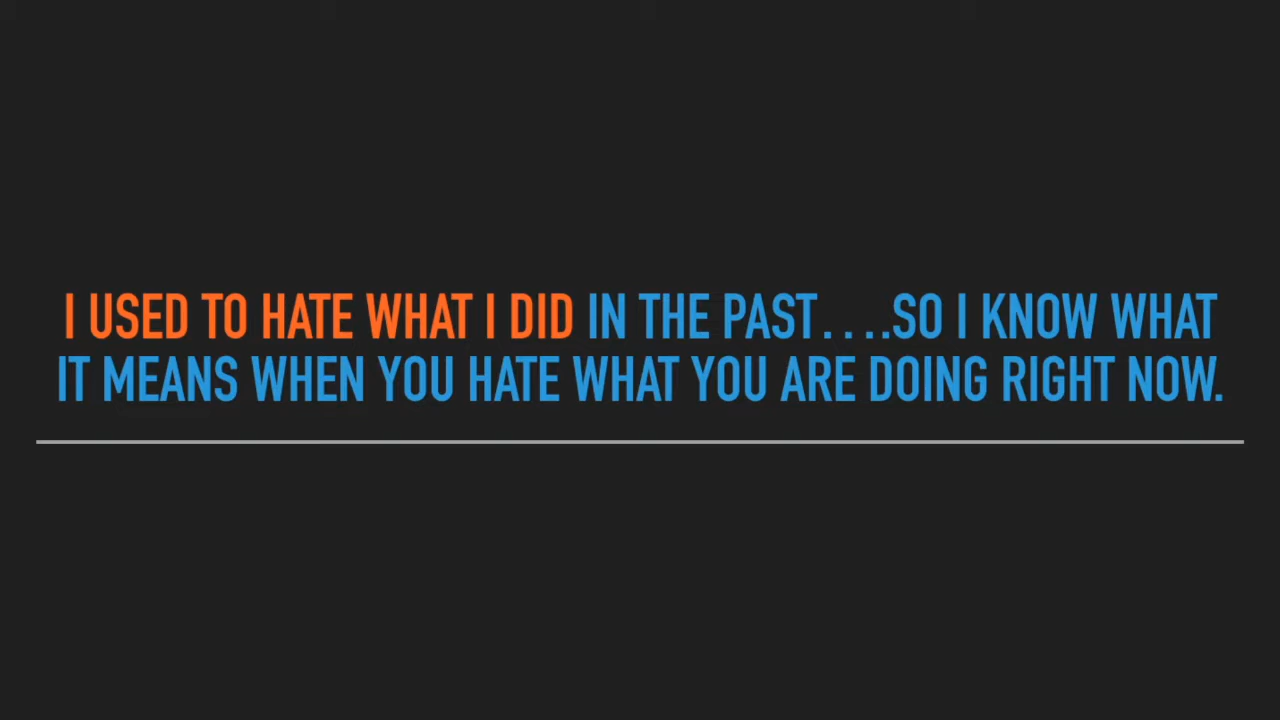 I USED TO HATE WHAT I DID IN THE PAST....SO I KNOW WHAT
IT MEANS WHEN YOU HATE WHAT YOU ARE DOING RIGHT NOW.